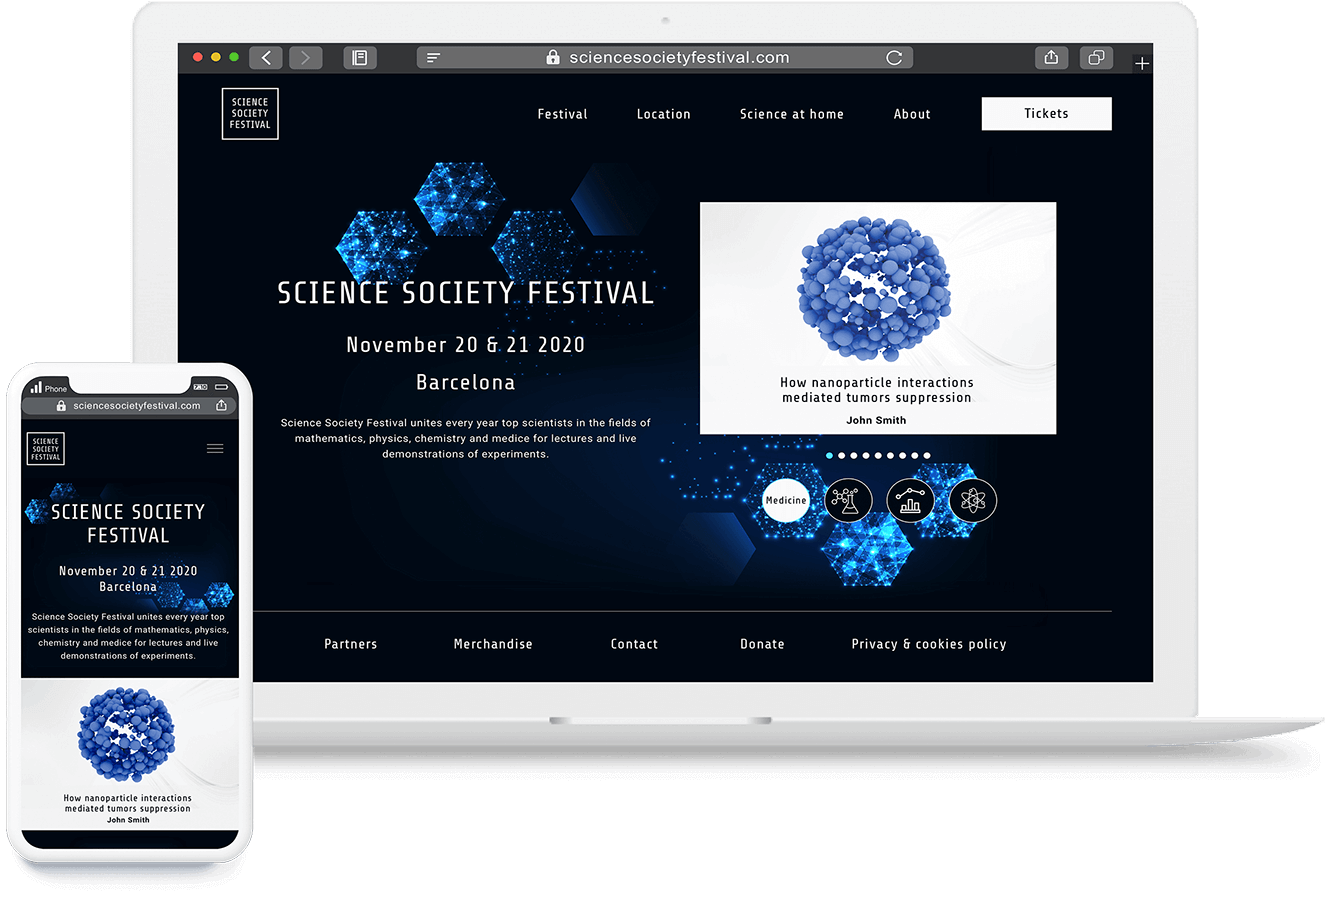 sciencesocietyfestival.com
SCIENCE
SOCIETY
FESTIVAL
Festival
Location
Science at home
About
Tickets
SCIENCE SOCIETY FESTIVAL
November 20 & 21 2020
Barcelona
Science Society Festival unites every year top scientists in the fields of
mathematics, physics, chemistry and medice for lectures and live
demonstrations of experiments.
How nanoparticle interactions
mediated tumors suppression
John Smith
Medicine
Partners
Merchandise
Contact
Donate
Privacy & cookies policy
Phone
sciencesocietyfestival.com
SCIENCE
SOCIETY
FESTIVAL
SCIENCE SOCIETY
FESTIVAL
November 20 & 21 2020
Barcelona
Science Society Festival unites every year top
scientists in the fields of mathematics, physics,
chemistry and medice for lectures and live
demonstrations of experiments.
How nanoparticle interactions
mediated tumors suppression
John Smith